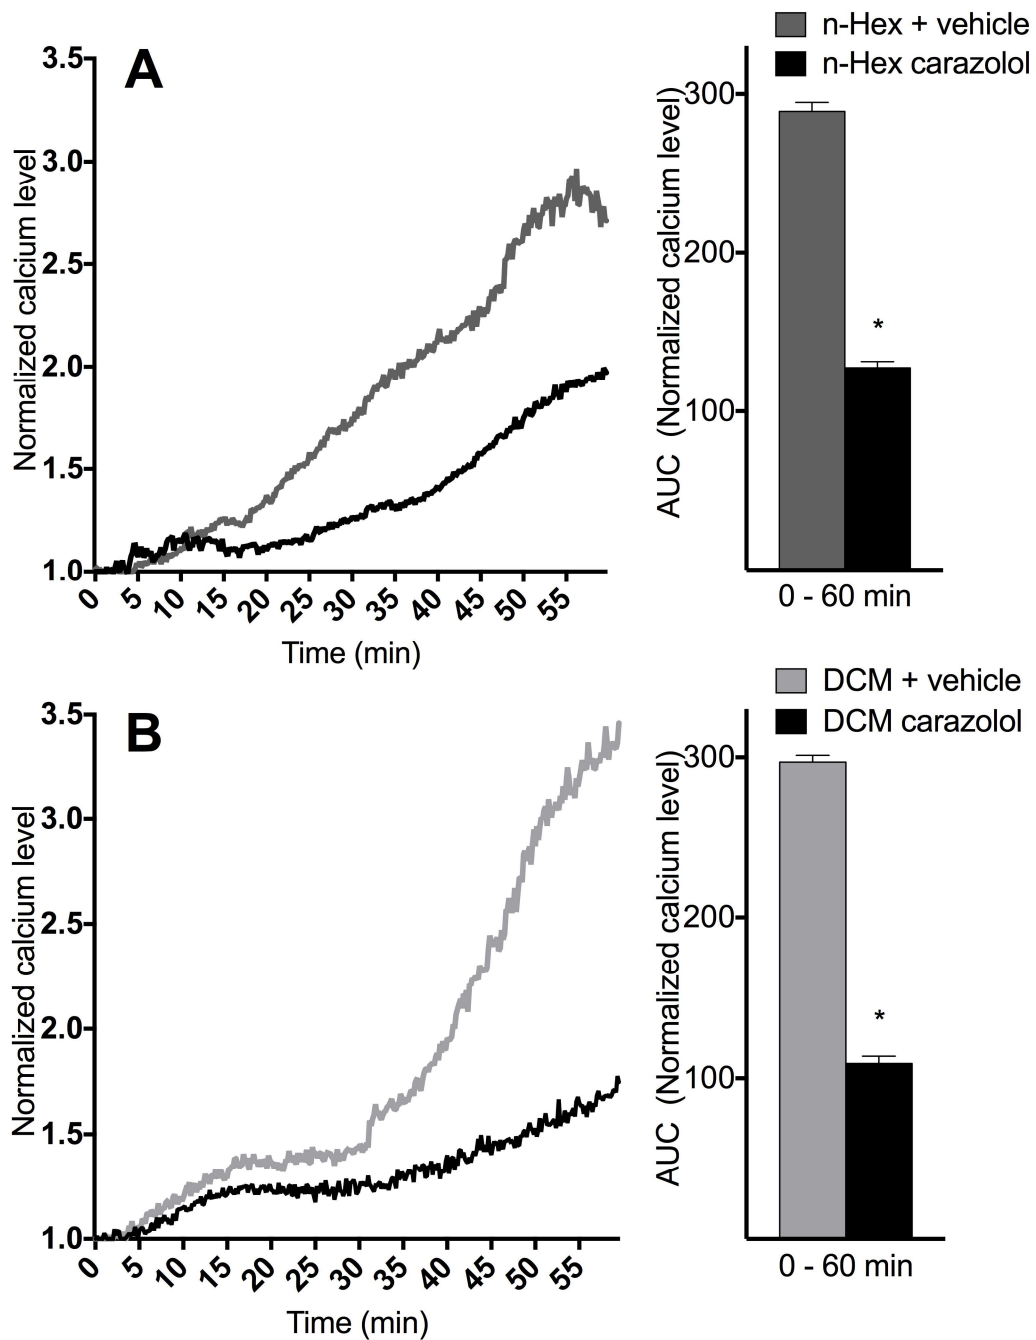 A
3.5
3.0
2.5
2.0
1.5
1.0
Normalized calcium level
0 5 10 15 20 25 30 35 40 45 50 55
Time (min)
n-Hex + vehicle
n-Hex carazolol
300
200
100
AUC (Normalized calcium level)
*
0 - 60 min
B
3.5
3.0
2.5
2.0
1.5
1.0
Normalized calcium level
0 5 10 15 20 25 30 35 40 45 50 55
Time (min)
DCM + vehicle
DCM carazolol
300
200
100
AUC (Normalized calcium level)
*
0 - 60 min